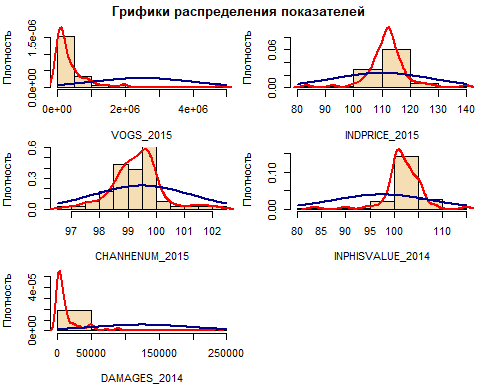 Грифики распределения показателей
Плотность
0.0e+00 1.5e-06
0e+00 2e+06 4e+06
VOGS_2015
Плотность
0.00 0.06
80 90 100 110 120 130 140
INDPRICE_2015
Плотность
0.0 0.3 0.6
97 98 99 100 101 102
CHANHENUM_2015
Плотность
0.00 0.10
80 85 90 95 100 110
INPHISVALUE_2014
Плотность
0e+00 4e-05
0 50000 150000 250000
DAMAGES_2014